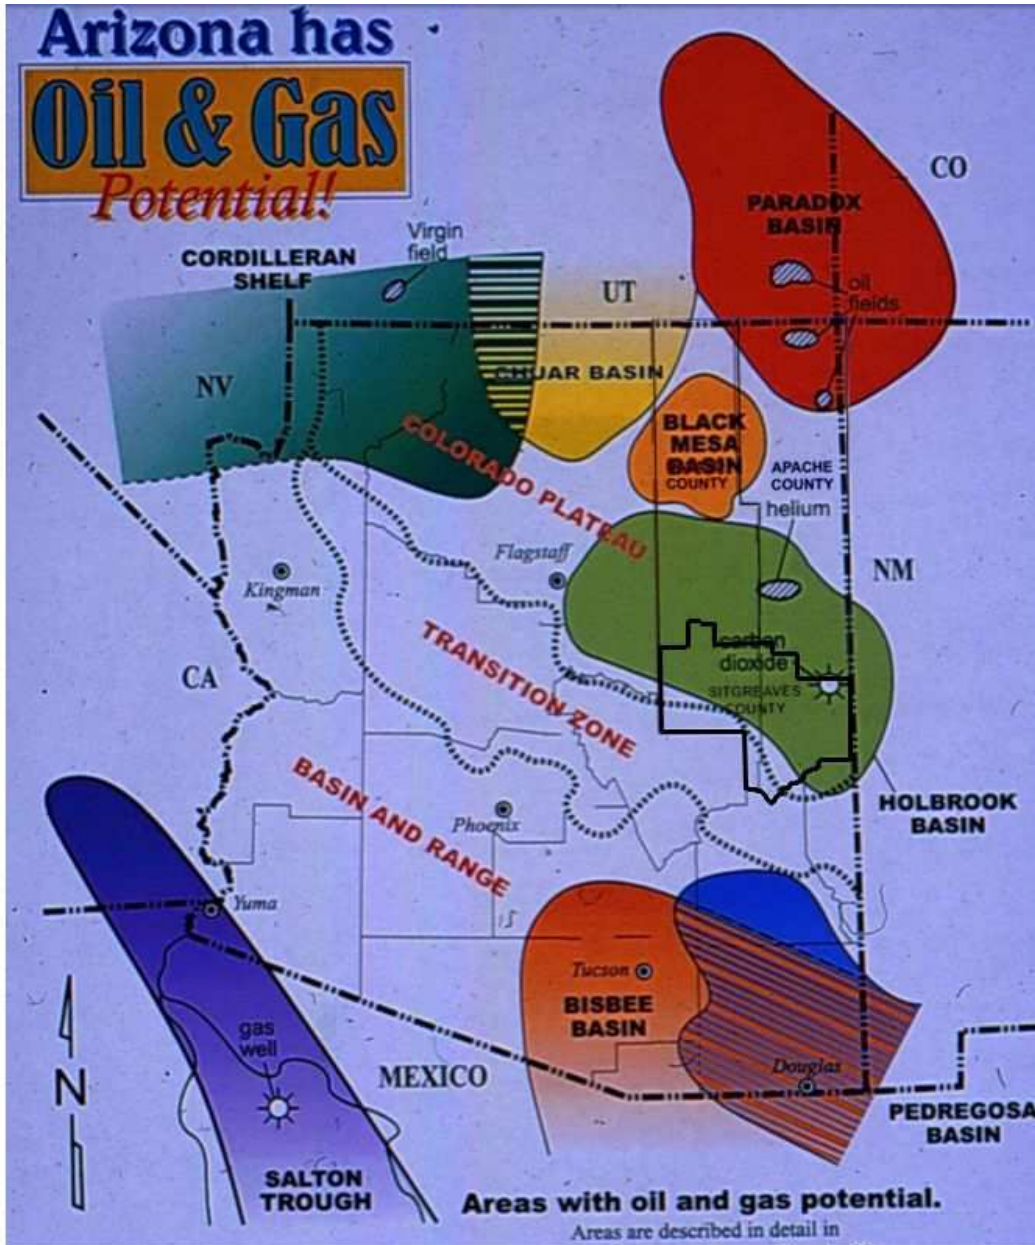 Arizona has
Oil & Gas
Potential!
CO
PARADOX
BASIN
Virgin
field
CORDILLERAN
SHELF
UT
oil
fields
NV
CHUAR BASIN
BLACK
MESA
BASIN
COUNTY
COLORADO PLATEAU
APACHE
COUNTY
helium
Flagstaff
NM
Kingman
carbon
dioxide
TRANSITION ZONE
CA
SITGREAVES
COUNTY
BASIN AND RANGE
HOLBROOK
BASIN
Phoenix
Yuma
Tucson
BISBEE
BASIN
gas
well
Douglas
MEXICO
N
PEDREGOSA
BASIN
SALTON
TROUGH
Areas with oil and gas potential.
Areas are described in detail in